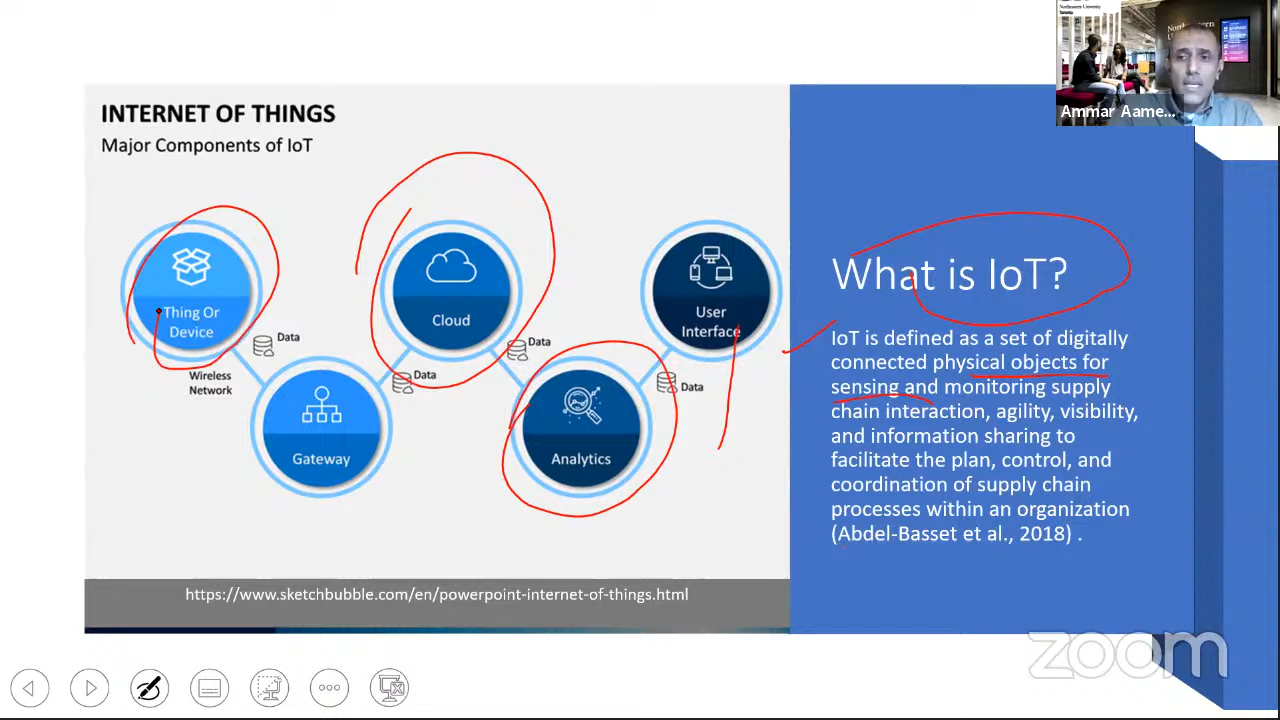 Northeastern University
Toronto
Ammar Aame...
INTERNET OF THINGS
Major Components of IoT
Thing Or
Device
Cloud
User
Interface
Data
Data
Data
Data
Wireless
Network
Gateway
Analytics
https://www.sketchbubble.com/en/powerpoint-internet-of-things.html
What is IoT?
IoT is defined as a set of digitally
connected physical objects for
sensing and monitoring supply
chain interaction, agility, visibility,
and information sharing to
facilitate the plan, control, and
coordination of supply chain
processes within an organization
(Abdel-Basset et al., 2018) .
zoom